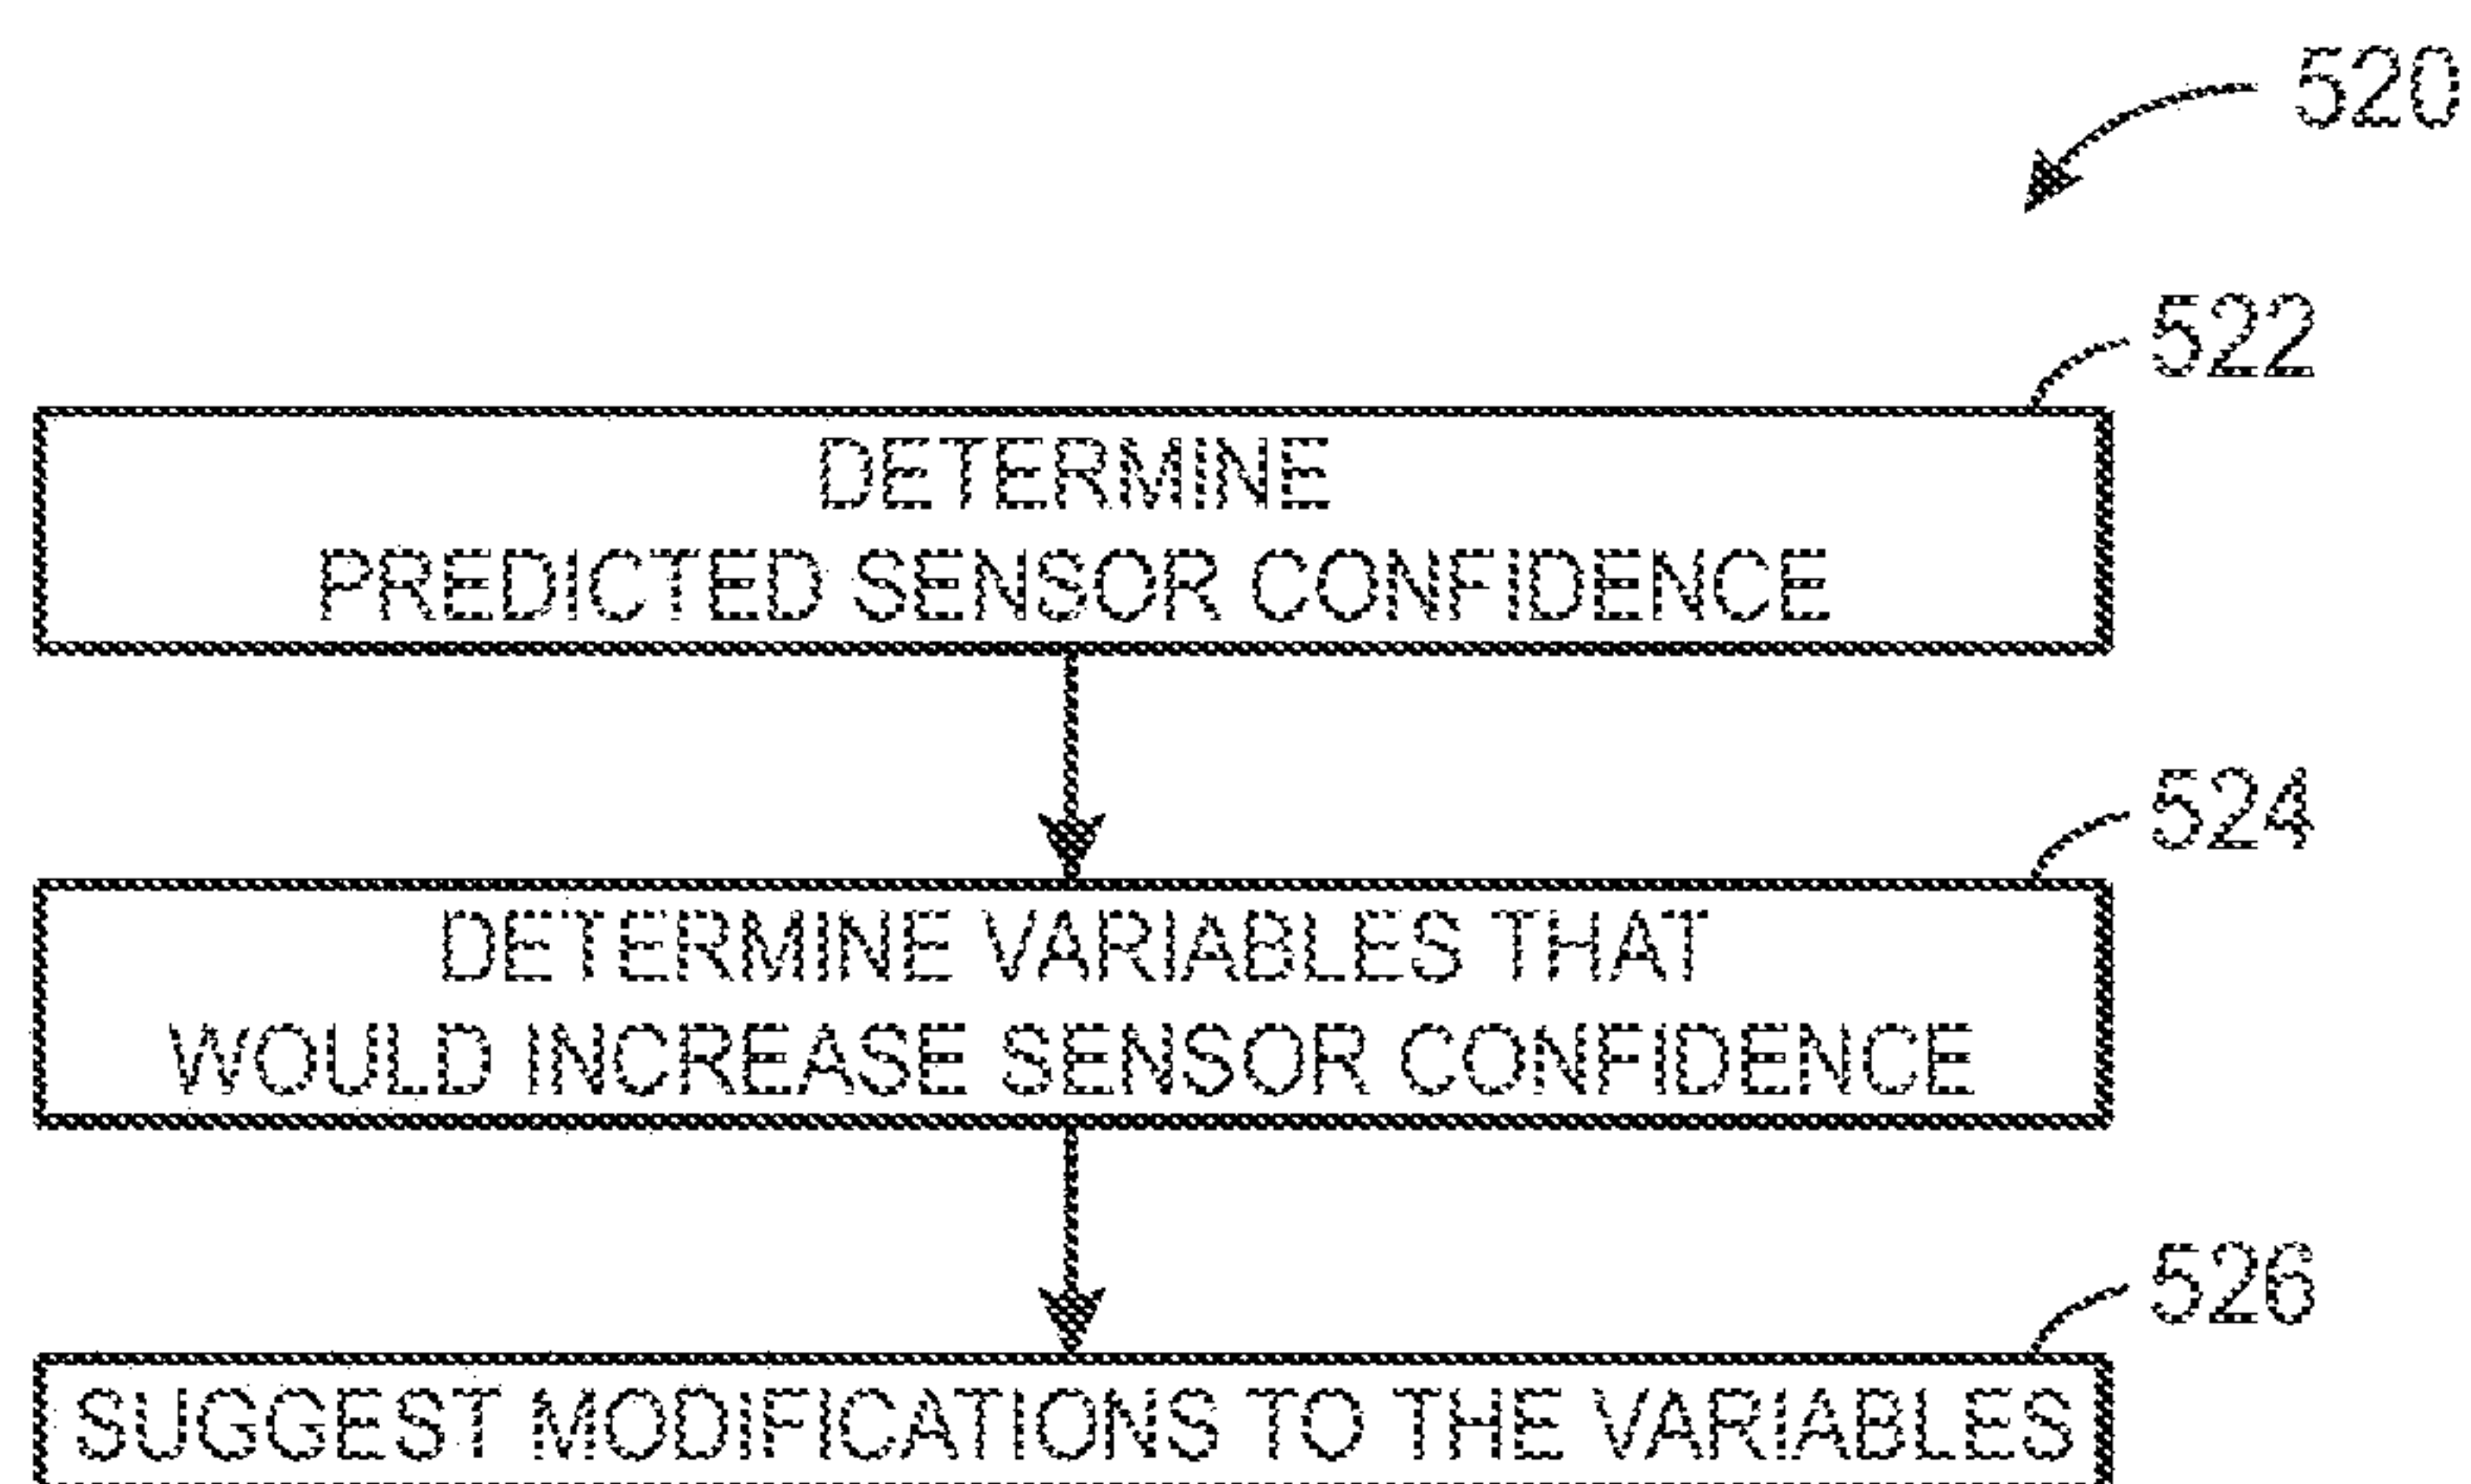 520
522
DETERMINE
PREDICTED SENSOR CONFIDENCE
524
DETERMINE VARIABLES THAT
WOULD INCREASE SENSOR CONFIDENCE
526
SUGGEST MODIFICATIONS TO THE VARIABLES